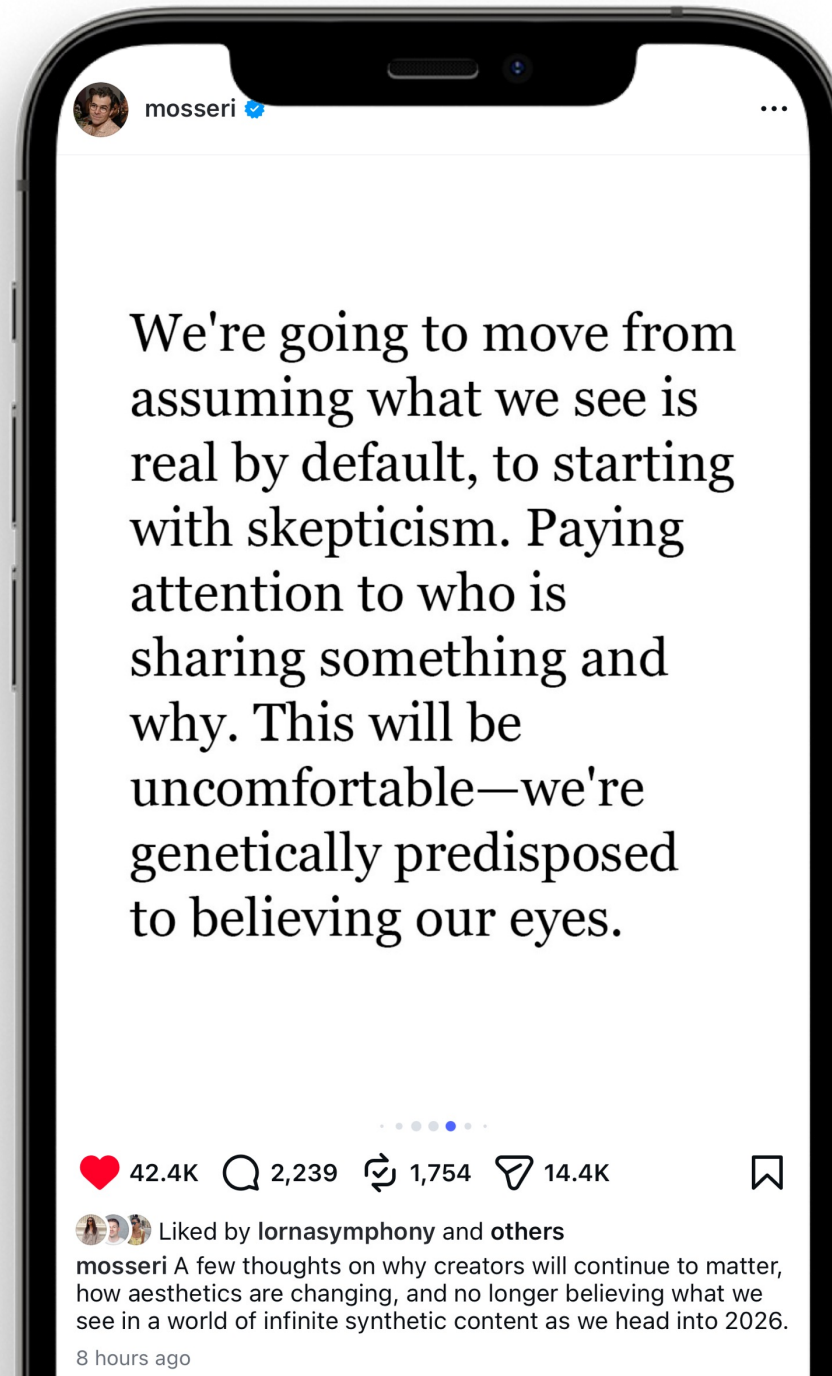 mosseri
We're going to move from
assuming what we see is
real by default, to starting
with skepticism. Paying
attention to who is
sharing something and
why. This will be
uncomfortable—we're
genetically predisposed
to believing our eyes.
42.4K 2,239 1,754 14.4K
Liked by lornasymphony and others
mosseri A few thoughts on why creators will continue to matter,
how aesthetics are changing, and no longer believing what we
see in a world of infinite synthetic content as we head into 2026.
8 hours ago